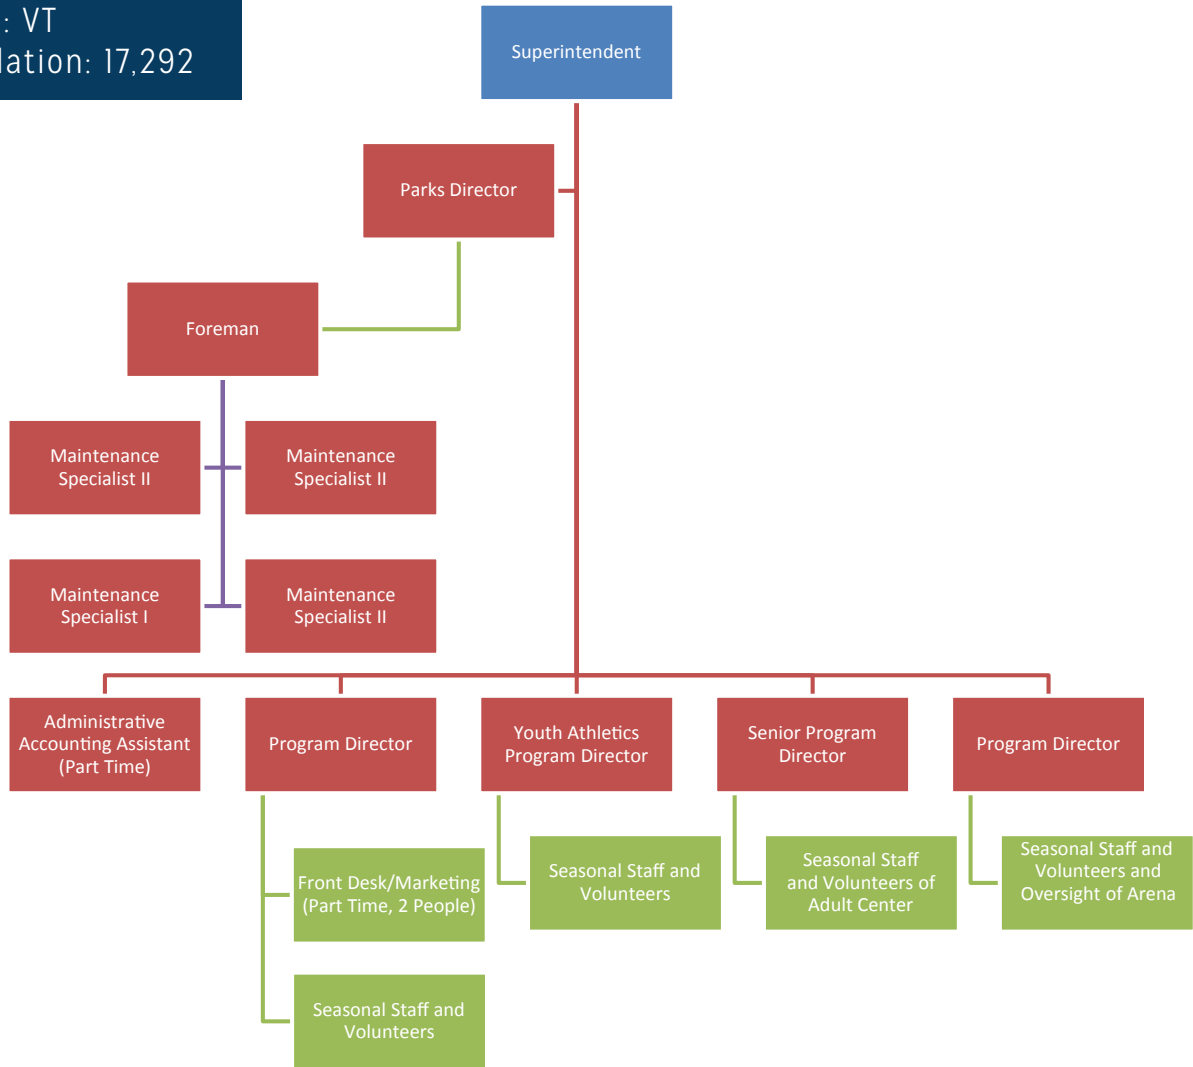 : VT
lation: 17,292
Superintendent
Parks Director
Foreman
Maintenance
Specialist II
Maintenance
Specialist II
Maintenance
Specialist I
Maintenance
Specialist II
Administrative
Accounting Assistant
(Part Time)
Program Director
Youth Athletics
Program Director
Senior Program
Director
Program Director
Front Desk/Marketing
(Part Time, 2 People)
Seasonal Staff and
Volunteers
Seasonal Staff and
Volunteers
Seasonal Staff
and Volunteers of
Adult Center
Seasonal Staff and
Volunteers and
Oversight of Arena